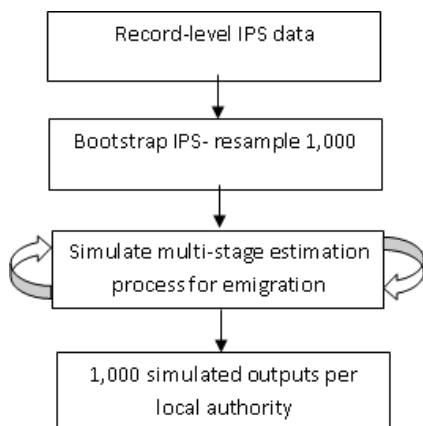 Record-level IPS data
Bootstrap IPS- resample 1,000
Simulate multi-stage estimation
process for emigration
1,000 simulated outputs per
local authority